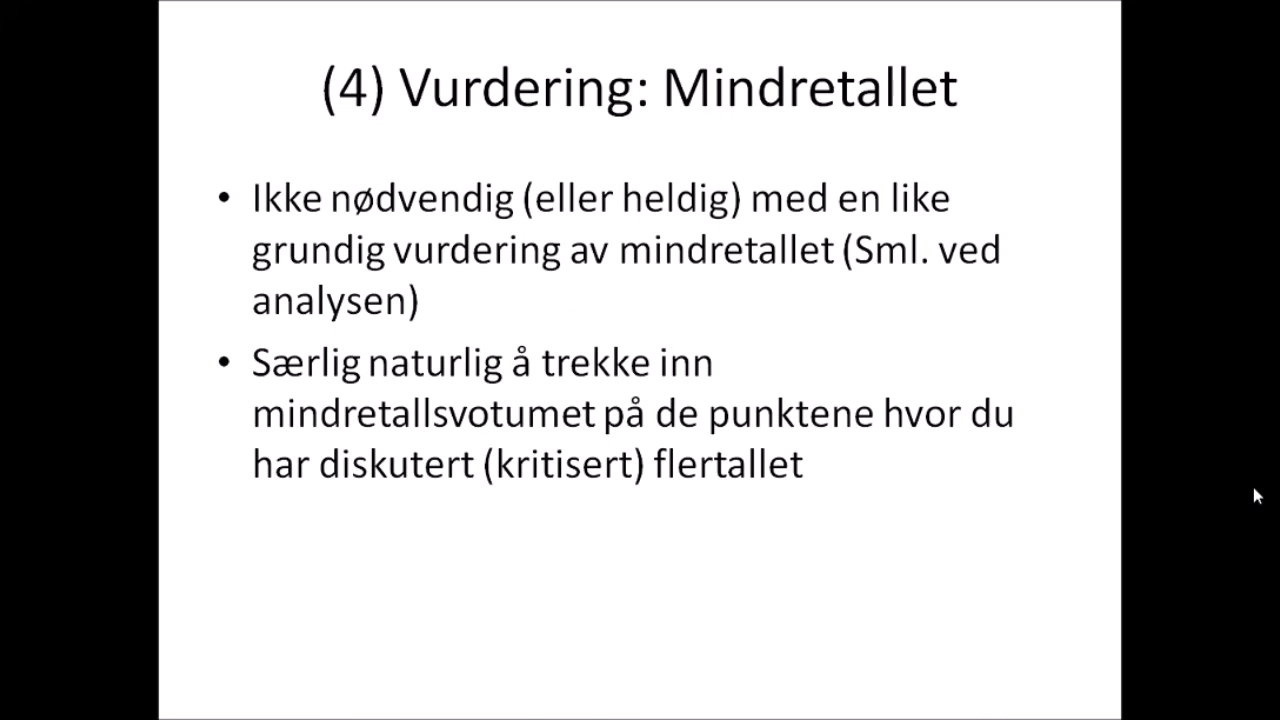 (4) Vurdering: Mindretallet
• Ikke nødvendig (eller heldig) med en like
grundig vurdering av mindretallet (Sml. ved
analysen)
• Særlig naturlig å trekke inn
mindretallsvotumet på de punktene hvor du
har diskutert (kritisert) flertallet